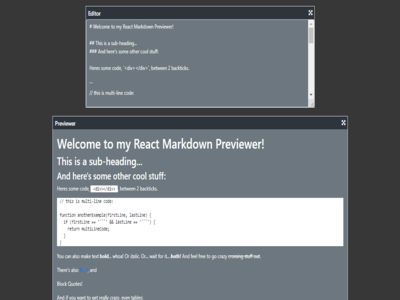 Editor
# Welcome to my React Markdown Previewer!
## This is a sub-heading...
### And here's some other cool stuff:
Heres some code, `<div></div>`, between 2 backticks.
```
// this is multi-line code:
Previewer
Welcome to my React Markdown Previewer!
This is a sub-heading...
And here's some other cool stuff:
Heres some code, <div></div>, between 2 backticks.
// this is multi-line code:
function anotherExample(firstLine, lastLine) {
if (firstLine == '```' && lastLine == '```') {
return multiLineCode;
}
}
You can also make text bold... whoa! Or italic. Or... wait for it... both! And feel free to go crazy crossing stuff out.
There's also links, and
Block Quotes!
And if you want to get really crazy, even tables: